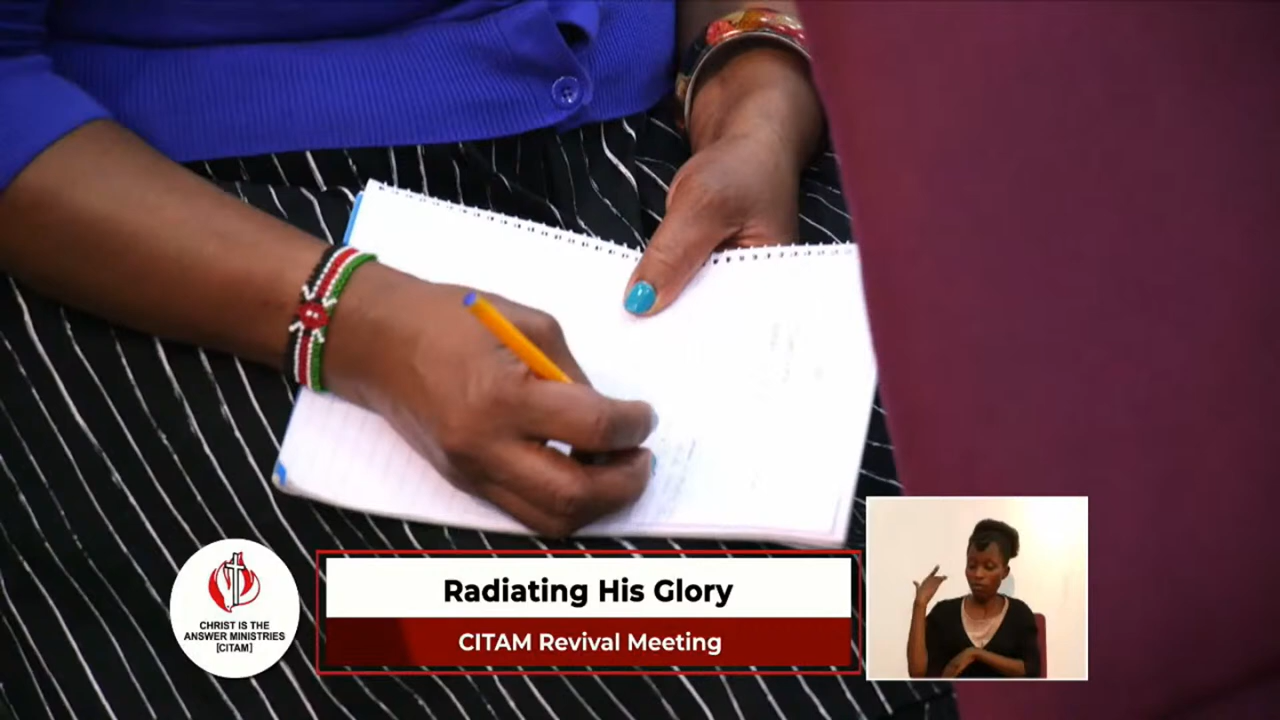 Radiating His Glory
CITAM Revival Meeting
CHRIST IS THE
ANSWER MINISTRIES
[CITAM]